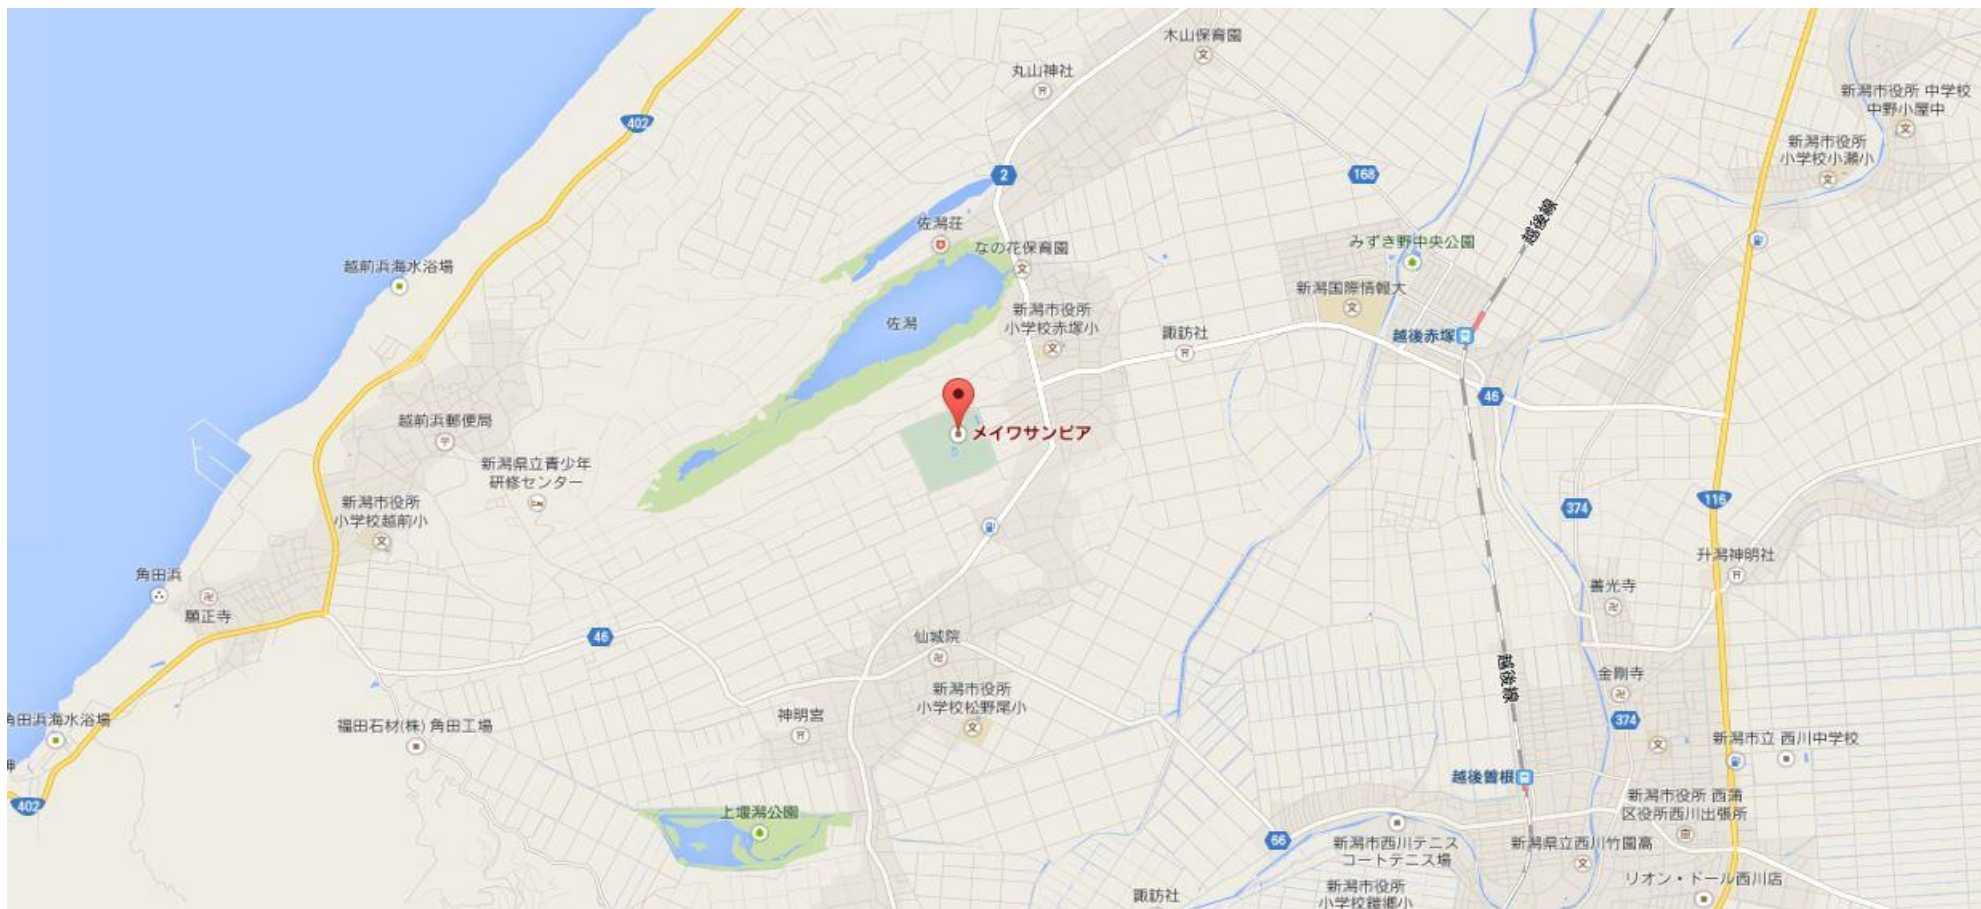 木山保育園
丸山神社
新潟市役所 中学校
中野小屋中
402
新潟市役所
小学校小瀬小
2
168
佐潟荘
越後線
なの花保育園
みずき野中央公園
越前浜海水浴場
新潟国際情報大
新潟市役所
小学校赤塚小
佐潟
諏訪社
越後赤塚
46
越前浜郵便局
メイワサンピア
新潟県立青少年
研修センター
新潟市役所
小学校越前小
116
374
升潟神明社
角田浜
善光寺
願正寺
46
仙城院
越後線
金剛寺
新潟市役所
小学校松野尾小
角田浜海水浴場
神明宮
374
福田石材(株) 角田工場
新潟市立 西川中学校
越後曽根
402
上堰潟公園
新潟市役所 西蒲
区役所西川出張所
66
新潟市西川テニス
コートテニス場
新潟県立西川竹園高
リオン・ドール西川店
諏訪社
新潟市役所
小学校鎧郷小